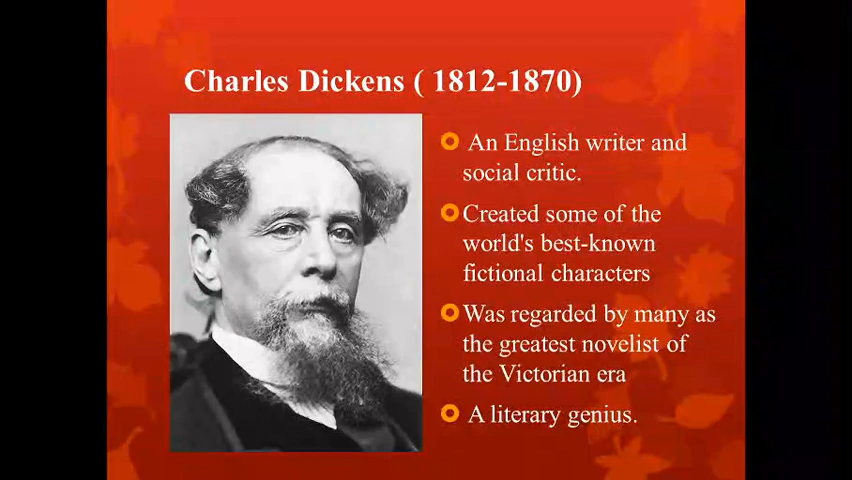 Charles Dickens ( 1812-1870)
An English writer and
social critic.
Created some of the
world's best-known
fictional characters
Was regarded by many as
the greatest novelist of
the Victorian era
A literary genius.